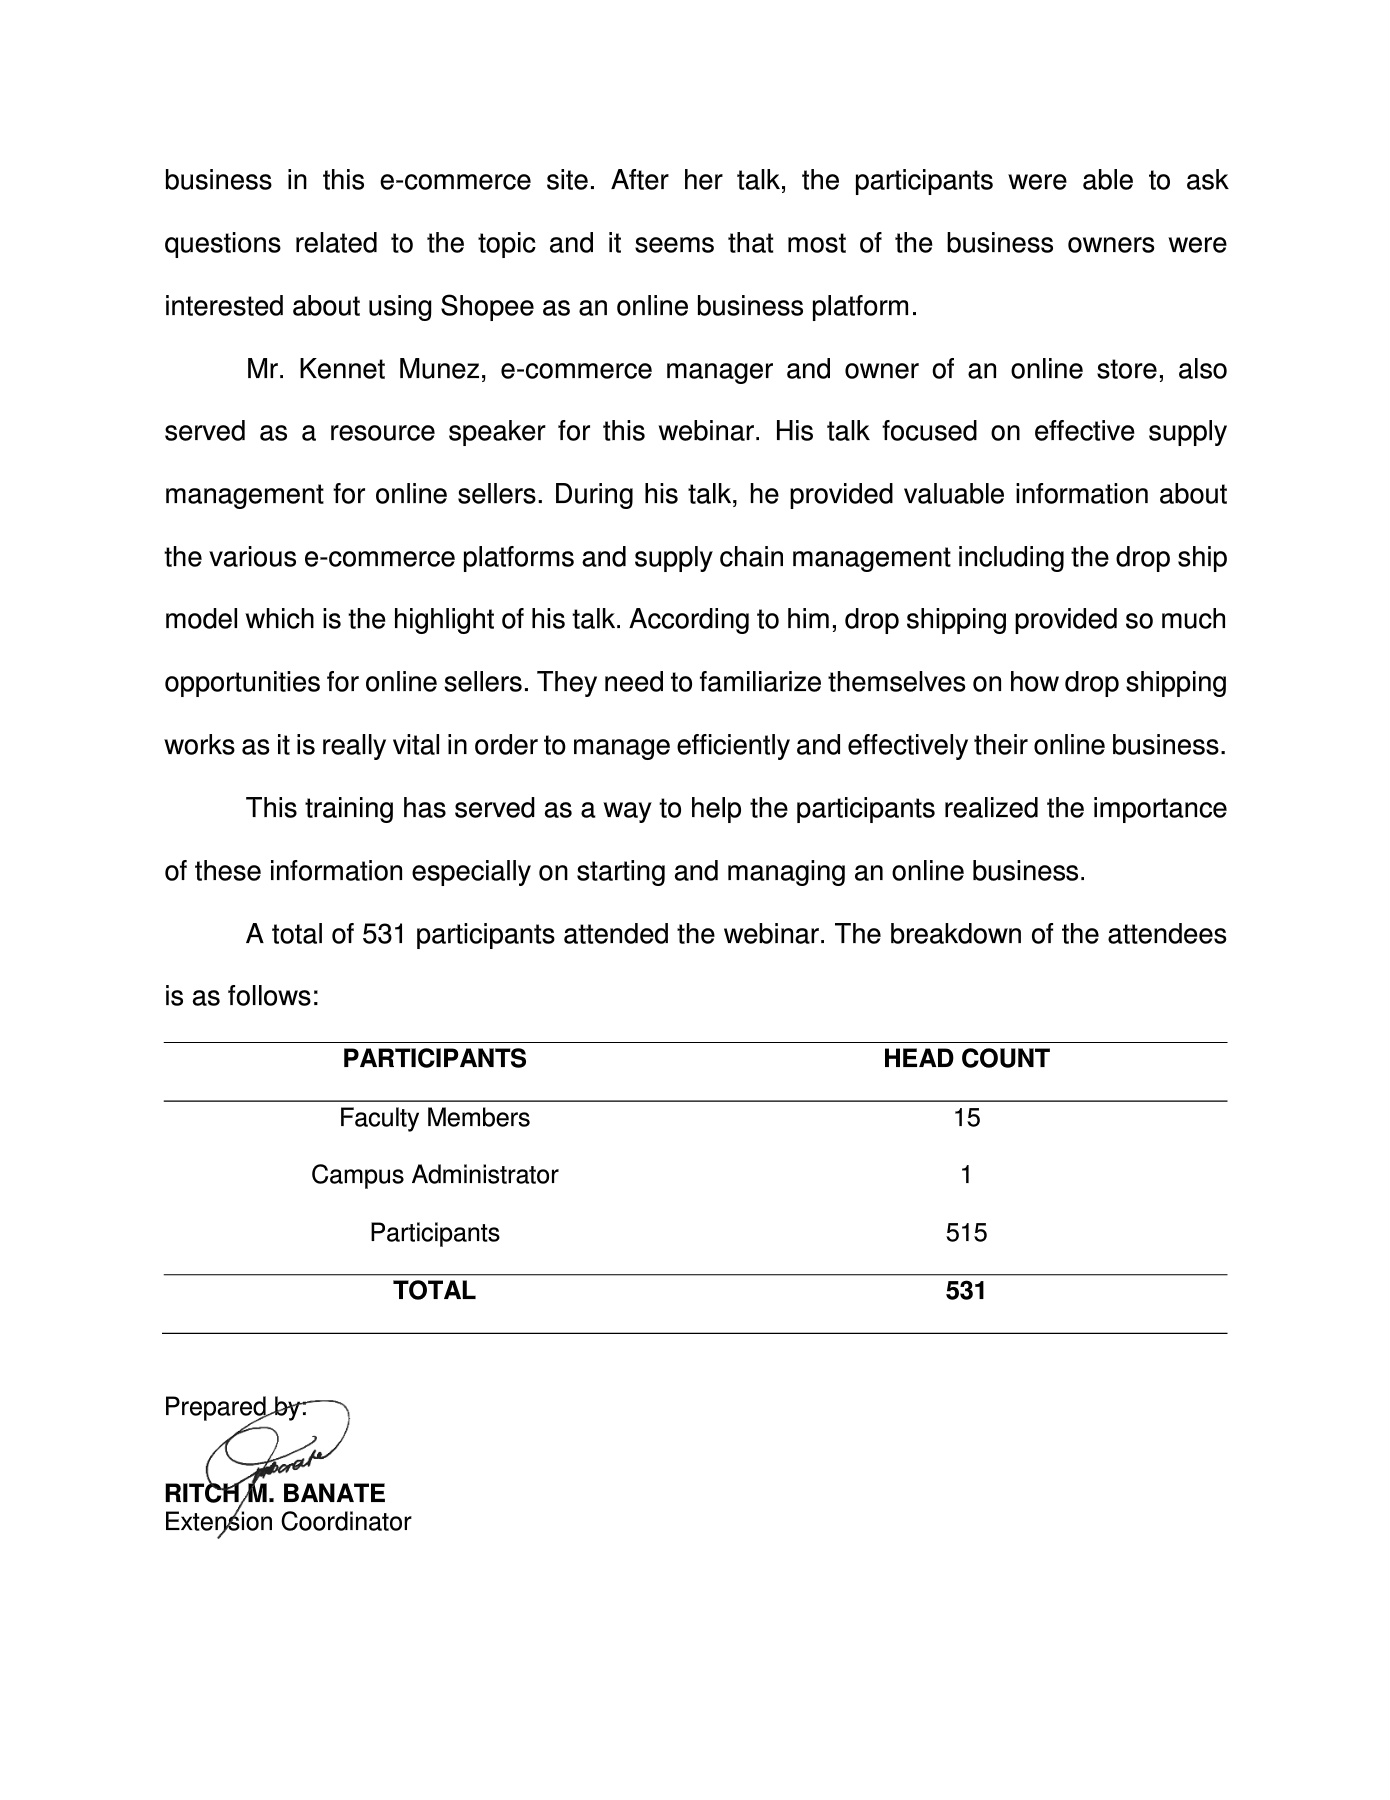 business in this e-commerce site. After her talk, the participants were able to ask
questions related to the topic and it seems that most of the business owners were
interested about using Shopee as an online business platform.
Mr. Kennet Munez, e-commerce manager and owner of an online store, also
served as a resource speaker for this webinar. His talk focused on effective supply
management for online sellers. During his talk, he provided valuable information about
the various e-commerce platforms and supply chain management including the drop ship
model which is the highlight of his talk. According to him, drop shipping provided so much
opportunities for online sellers. They need to familiarize themselves on how drop shipping
works as it is really vital in order to manage efficiently and effectively their online business.
This training has served as a way to help the participants realized the importance
of these information especially on starting and managing an online business.
A total of 531 participants attended the webinar. The breakdown of the attendees
is as follows:
PARTICIPANTS HEAD COUNT
Faculty Members 15
Campus Administrator 1
Participants 515
TOTAL 531
Prepared by:
RITCH M. BANATE
Extension Coordinator